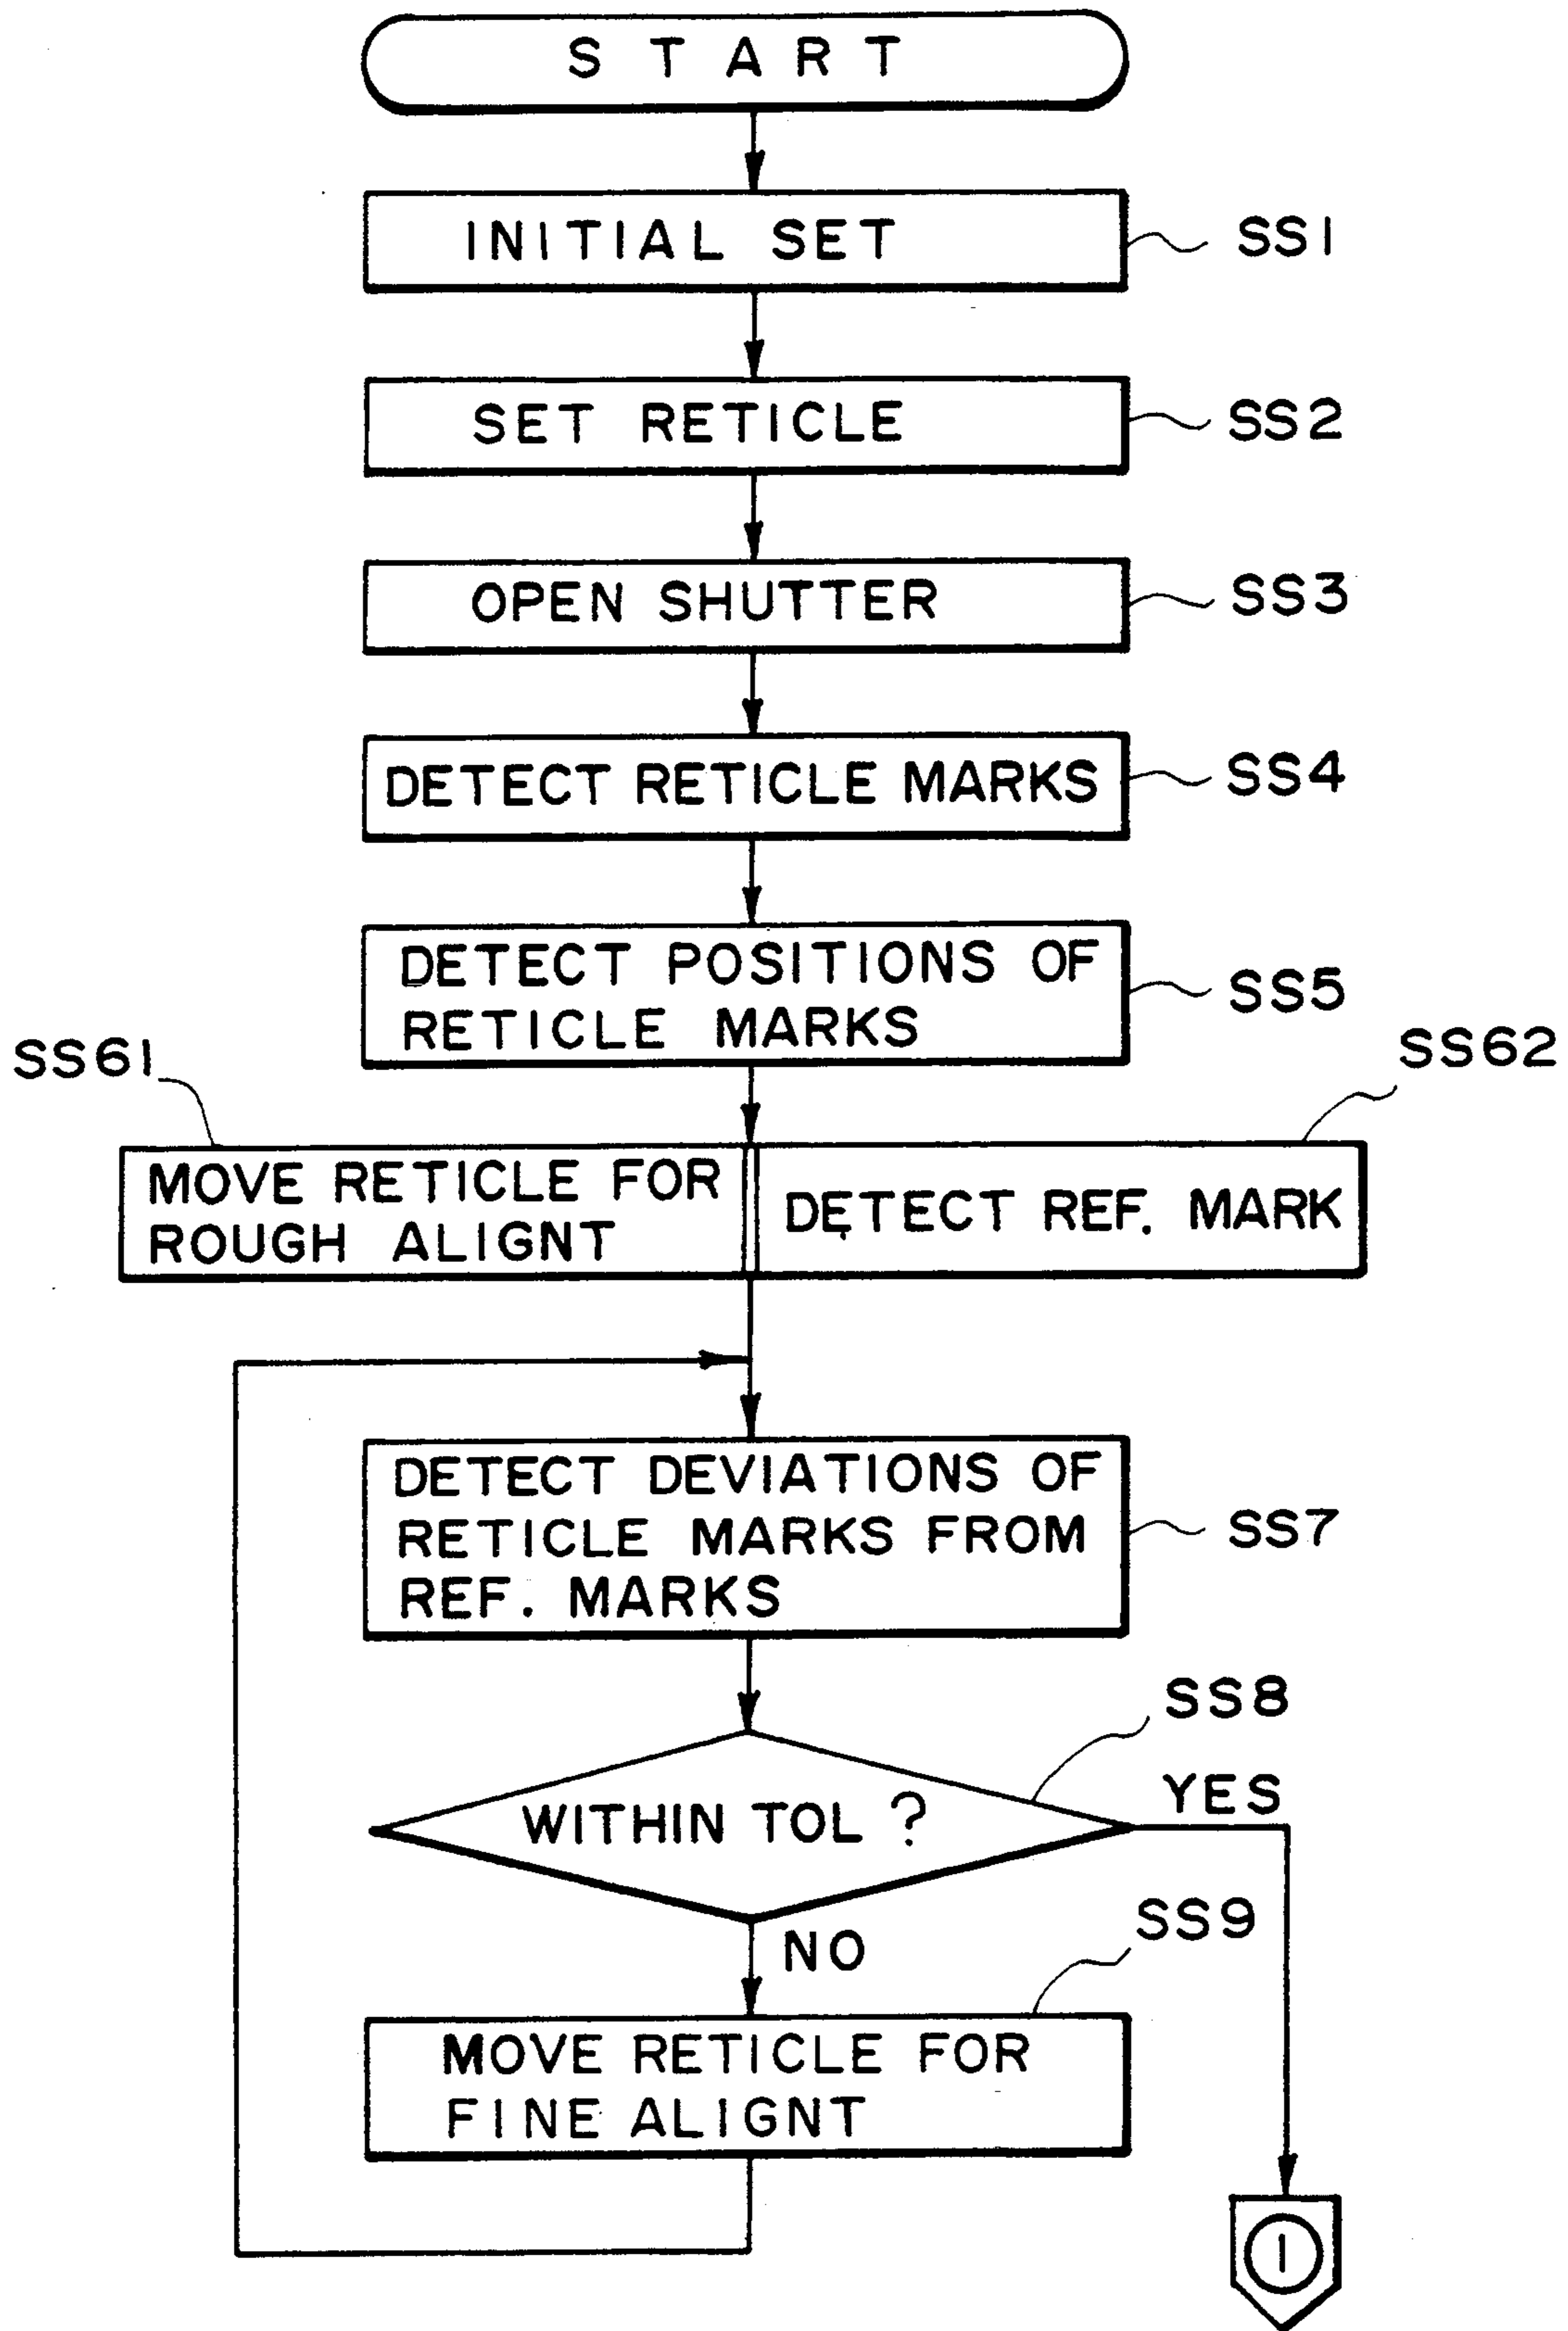 START
INITIAL SET
SS1
SET RETICLE
SS2
OPEN SHUTTER
SS3
DETECT RETICLE MARKS
SS4
DETECT POSITIONS OF
RETICLE MARKS
SS5
SS61
SS62
MOVE RETICLE FOR
ROUGH ALIGNT
DETECT REF. MARK
DETECT DEVIATIONS OF
RETICLE MARKS FROM
REF. MARKS
SS7
SS8
WITHIN TOL ?
YES
NO
SS9
MOVE RETICLE FOR
FINE ALIGNT
1